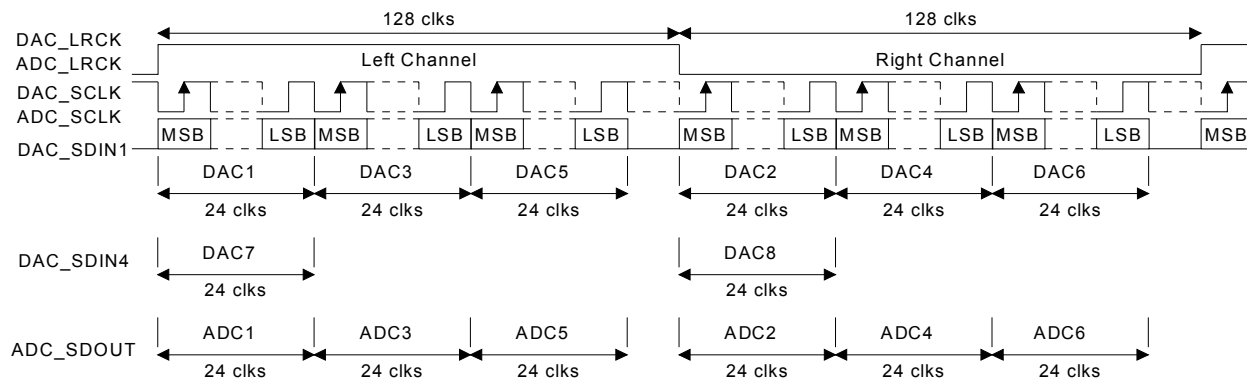 128 clks 128 clks
DAC_LRCK
ADC_LRCK
Left Channel Right Channel
DAC_SCLK
ADC_SCLK
DAC_SDIN1
MSB LSB MSB LSB MSB LSB MSB LSB MSB LSB MSB LSB MSB
DAC1 DAC3 DAC5 DAC2 DAC4 DAC6
24 clks 24 clks 24 clks 24 clks 24 clks 24 clks
DAC_SDIN4
DAC7 DAC8
24 clks 24 clks
ADC_SDOUT
ADC1 ADC3 ADC5 ADC2 ADC4 ADC6
24 clks 24 clks 24 clks 24 clks 24 clks 24 clks